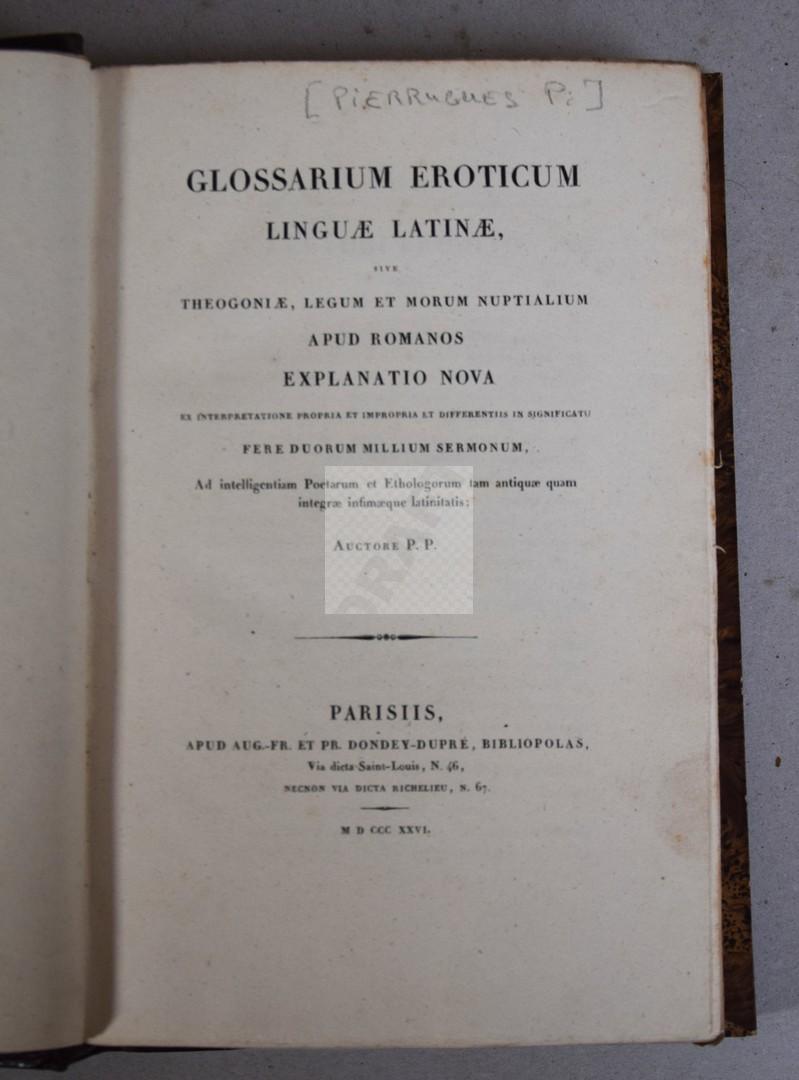 [PIERRUGUES P.]
GLOSSARIUM EROTICUM
LINGUÆ LATINÆ,
SIVE
THEOGONIÆ, LEGUM ET MORUM NUPTIALIUM
APUD ROMANOS
EXPLANATIO NOVA
EX INTERPRETATIONE PROPRIA ET IMPROPRIA ET DIFFERENTIIS IN SIGNIFICATU
FERE DUORUM MILLIUM SERMONUM,
Ad intelligentiam Poetarum et Ethologorum tam antiquæ quam
integræ infimæque latinitatis:
AUCTORE P. P.
PARISIIS,
APUD AUG.-FR. ET PR. DONDEY-DUPRÉ, BIBLIOPOLAS,
Via dicta Saint-Louis, N. 46,
NECNON VIA DICTA RICHELIEU, N. 67.
M D CCC XXVI.